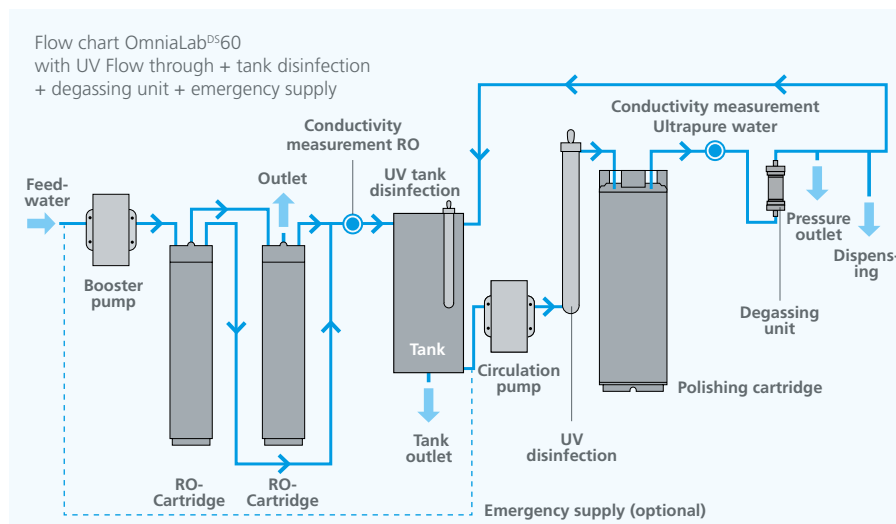 Flow chart OmniaLabDS60
with UV Flow through + tank disinfection
+ degassing unit + emergency supply
Conductivity
measurement RO
Conductivity measurement
Ultrapure water
Feed-
water
Outlet
UV tank
disinfection
Booster
pump
Pressure
outlet
Dispens-
ing
Degassing
unit
Tank
Circulation
pump
Polishing cartridge
Tank
outlet
UV
disinfection
RO-
Cartridge
RO-
Cartridge
Emergency supply (optional)